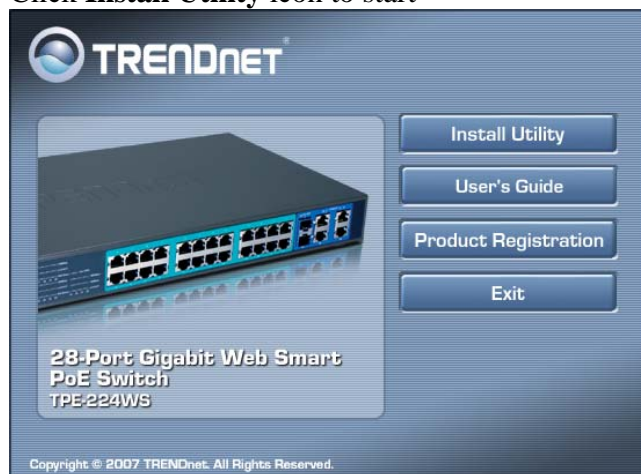 Click Install Utility icon to start
TRENDNET
Install Utility
User's Guide
Product Registration
Exit
28-Port Gigabit Web Smart
PoE Switch
TPE-224WS
Copyright © 2007 TRENDnet. All Rights Reserved.